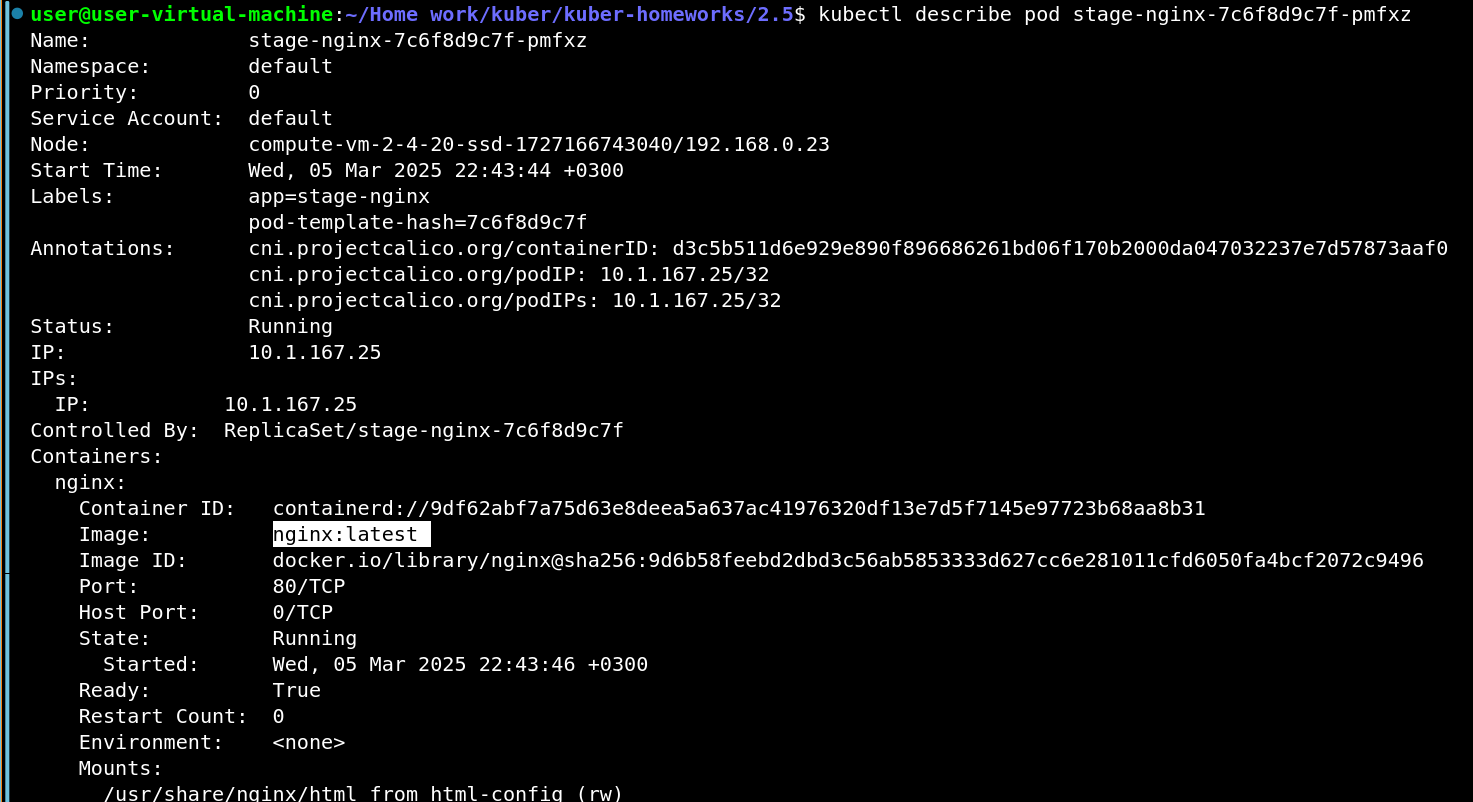 user@user-virtual-machine:~/Home work/kuber/kuber-homeworks/2.5$ kubectl describe pod stage-nginx-7c6f8d9c7f-pmfxz
Name:             stage-nginx-7c6f8d9c7f-pmfxz
Namespace:        default
Priority:         0
Service Account:  default
Node:             compute-vm-2-4-20-ssd-1727166743040/192.168.0.23
Start Time:       Wed, 05 Mar 2025 22:43:44 +0300
Labels:           app=stage-nginx
                  pod-template-hash=7c6f8d9c7f
Annotations:      cni.projectcalico.org/containerID: d3c5b511d6e929e890f896686261bd06f170b2000da047032237e7d57873aaf0
                  cni.projectcalico.org/podIP: 10.1.167.25/32
                  cni.projectcalico.org/podIPs: 10.1.167.25/32
Status:           Running
IP:               10.1.167.25
IPs:
  IP:           10.1.167.25
Controlled By:  ReplicaSet/stage-nginx-7c6f8d9c7f
Containers:
  nginx:
    Container ID:   containerd://9df62abf7a75d63e8deea5a637ac41976320df13e7d5f7145e97723b68aa8b31
    Image:          nginx:latest
    Image ID:       docker.io/library/nginx@sha256:9d6b58feebd2dbd3c56ab5853333d627cc6e281011cfd6050fa4bcf2072c9496
    Port:           80/TCP
    Host Port:      0/TCP
    State:          Running
      Started:      Wed, 05 Mar 2025 22:43:46 +0300
    Ready:          True
    Restart Count:  0
    Environment:    <none>
    Mounts:
      /usr/share/nginx/html from html-config (rw)